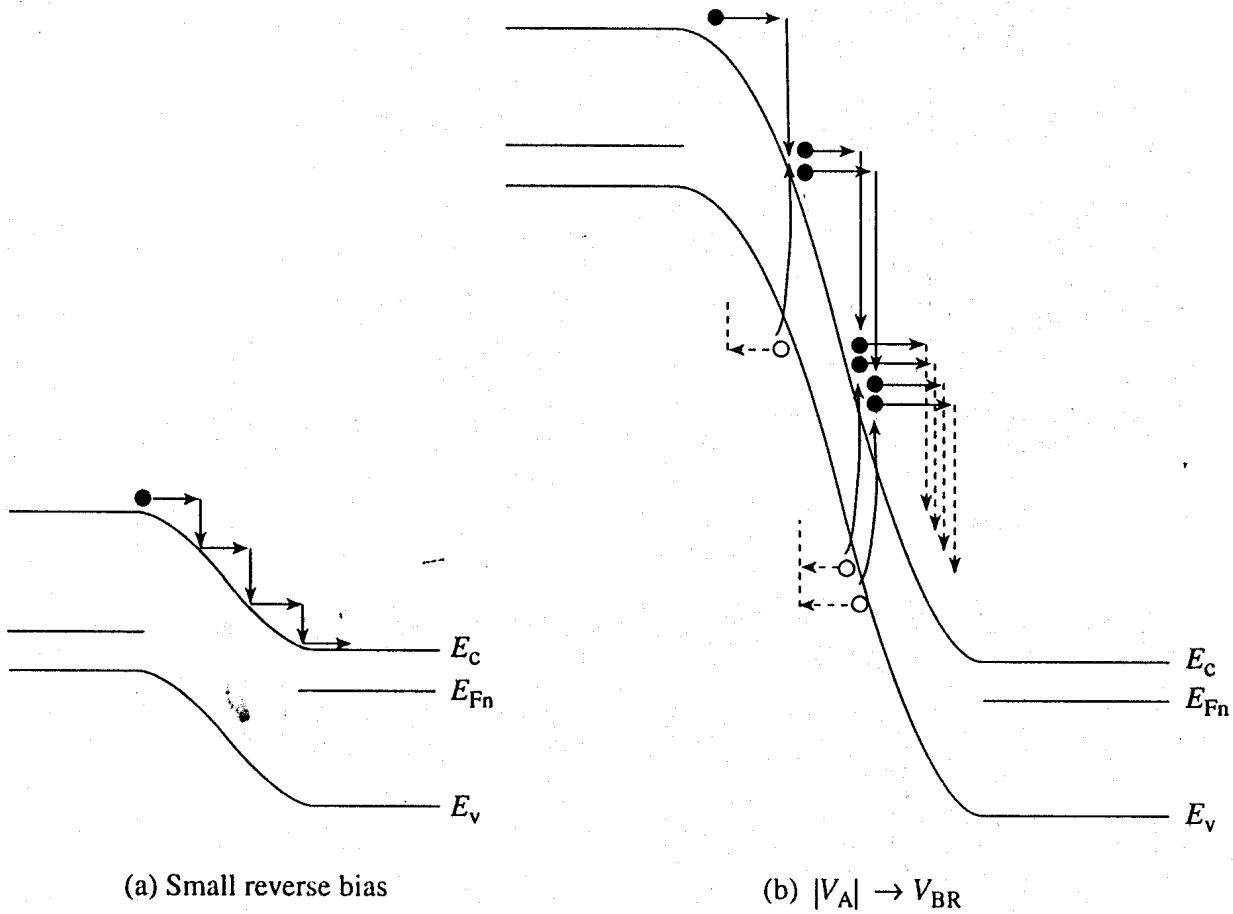 E_c
E_Fn
E_v
(a) Small reverse bias
E_c
E_Fn
E_v
(b) |V_A| → V_BR